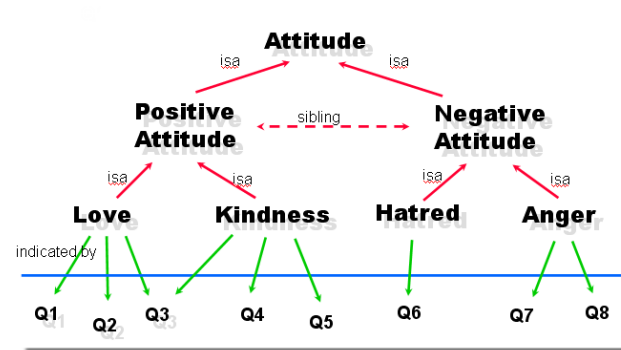 Attitude
isa
isa
Positive
Attitude
sibling
Negative
Attitude
isa
isa
isa
isa
Love
Kindness
Hatred
Anger
indicated by
Q1
Q2
Q3
Q4
Q5
Q6
Q7
Q8